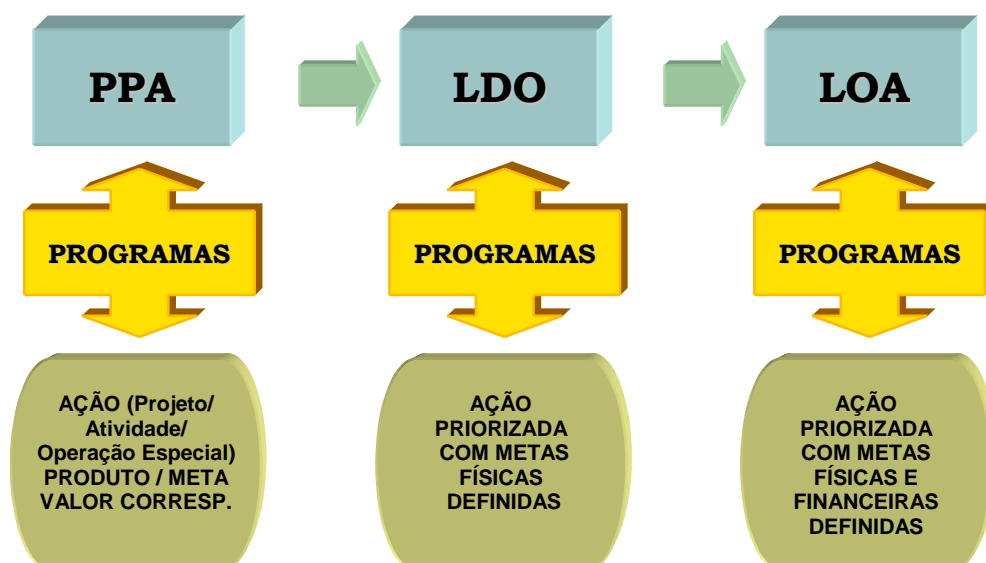 PPA
LDO
LOA
PROGRAMAS
PROGRAMAS
PROGRAMAS
AÇÃO (Projeto/
Atividade/
Operação Especial)
PRODUTO / META
VALOR CORRESP.
AÇÃO
PRIORIZADA
COM METAS
FÍSICAS
DEFINIDAS
AÇÃO
PRIORIZADA
COM METAS
FÍSICAS E
FINANCEIRAS
DEFINIDAS